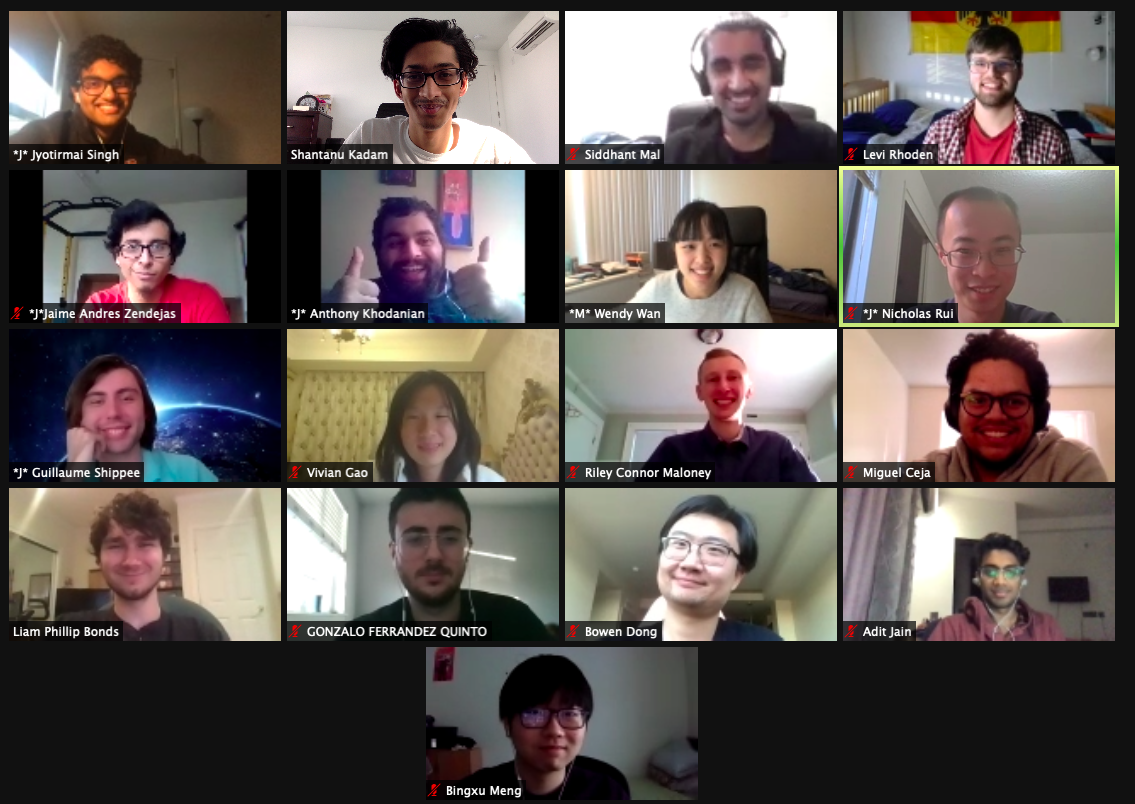 *J* Jyotirmai Singh
Shantanu Kadam
Siddhant Mal
Levi Rhoden
*J*Jaime Andres Zendejas
*J* Anthony Khodanian
*M* Wendy Wan
*J* Nicholas Rui
*J* Guillaume Shippee
Vivian Gao
Riley Connor Maloney
Miguel Ceja
Liam Phillip Bonds
GONZALO FERRANDEZ QUINTO
Bowen Dong
Adit Jain
Bingxu Meng